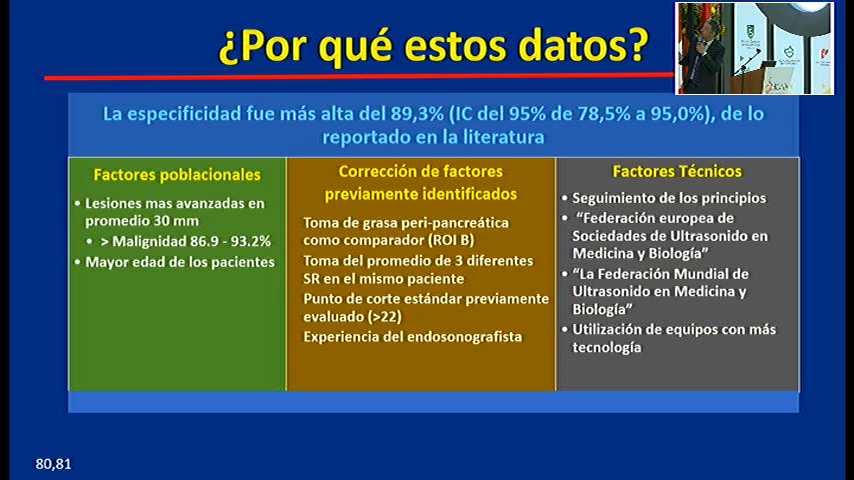 ¿Por qué estos datos?
La especificidad fue más alta del 89,3% (IC del 95% de 78,5% a 95,0%), de lo
reportado en la literatura
Factores poblacionales
• Lesiones mas avanzadas en
promedio 30 mm
• > Malignidad 86.9 - 93.2%
• Mayor edad de los pacientes
Corrección de factores
previamente identificados
Toma de grasa peri-pancreática
como comparador (ROI B)
Toma del promedio de 3 diferentes
SR en el mismo paciente
Punto de corte estándar previamente
evaluado (>22)
Experiencia del endosonografista
Factores Técnicos
• Seguimiento de los principios
• “Federación europea de
Sociedades de Ultrasonido en
Medicina y Biología”
• “La Federación Mundial de
Ultrasonido en Medicina y
Biología”
• Utilización de equipos con más
tecnología
80,81